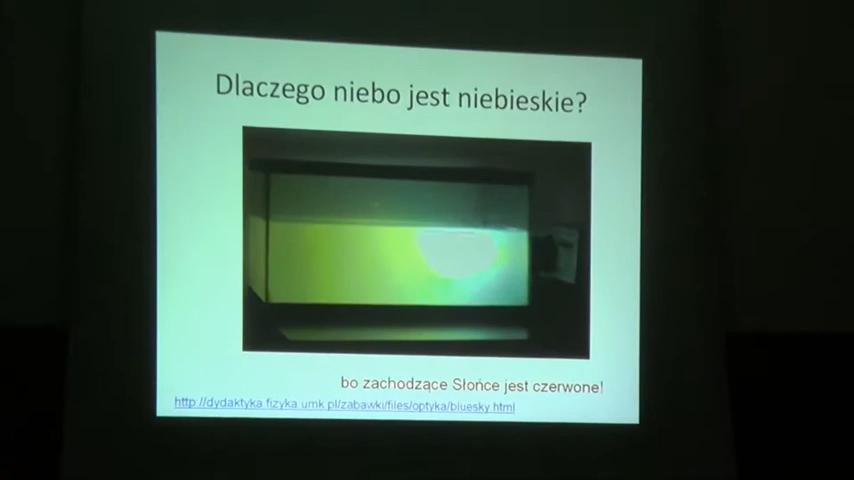 Dlaczego niebo jest niebieskie?
bo zachodzące Słońce jest czerwone!
http://dydaktyka.fizyka.umk.pl/zabawki/files/optyka/bluesky.html